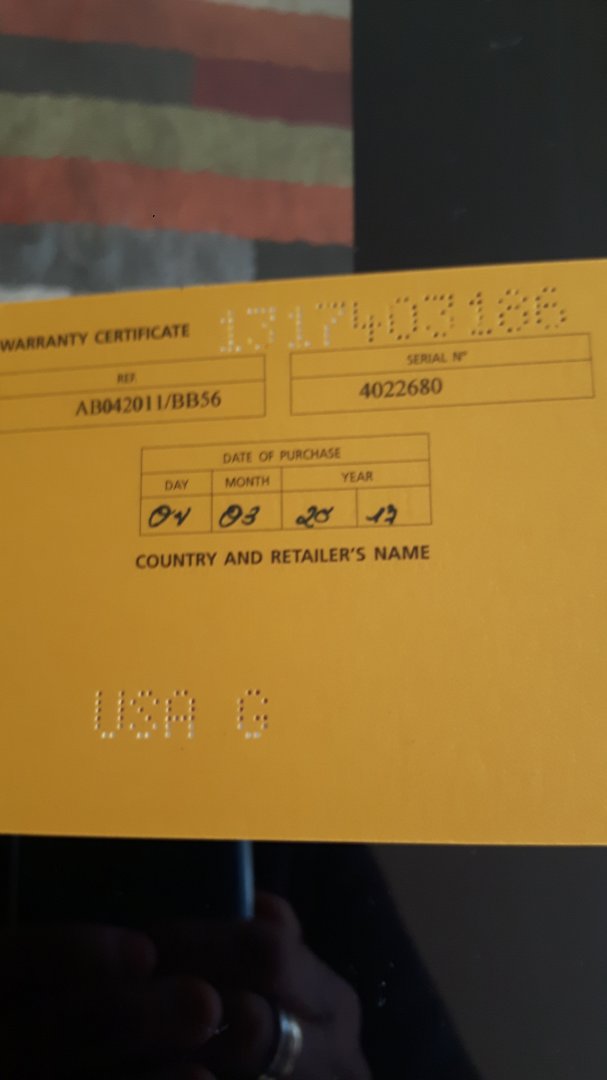 WARRANTY CERTIFICATE 1317403186
REF.
AB042011/BB56
SERIAL Nº
4022680
DATE OF PURCHASE
DAY MONTH YEAR
04 03 20 17
COUNTRY AND RETAILER'S NAME
USA G